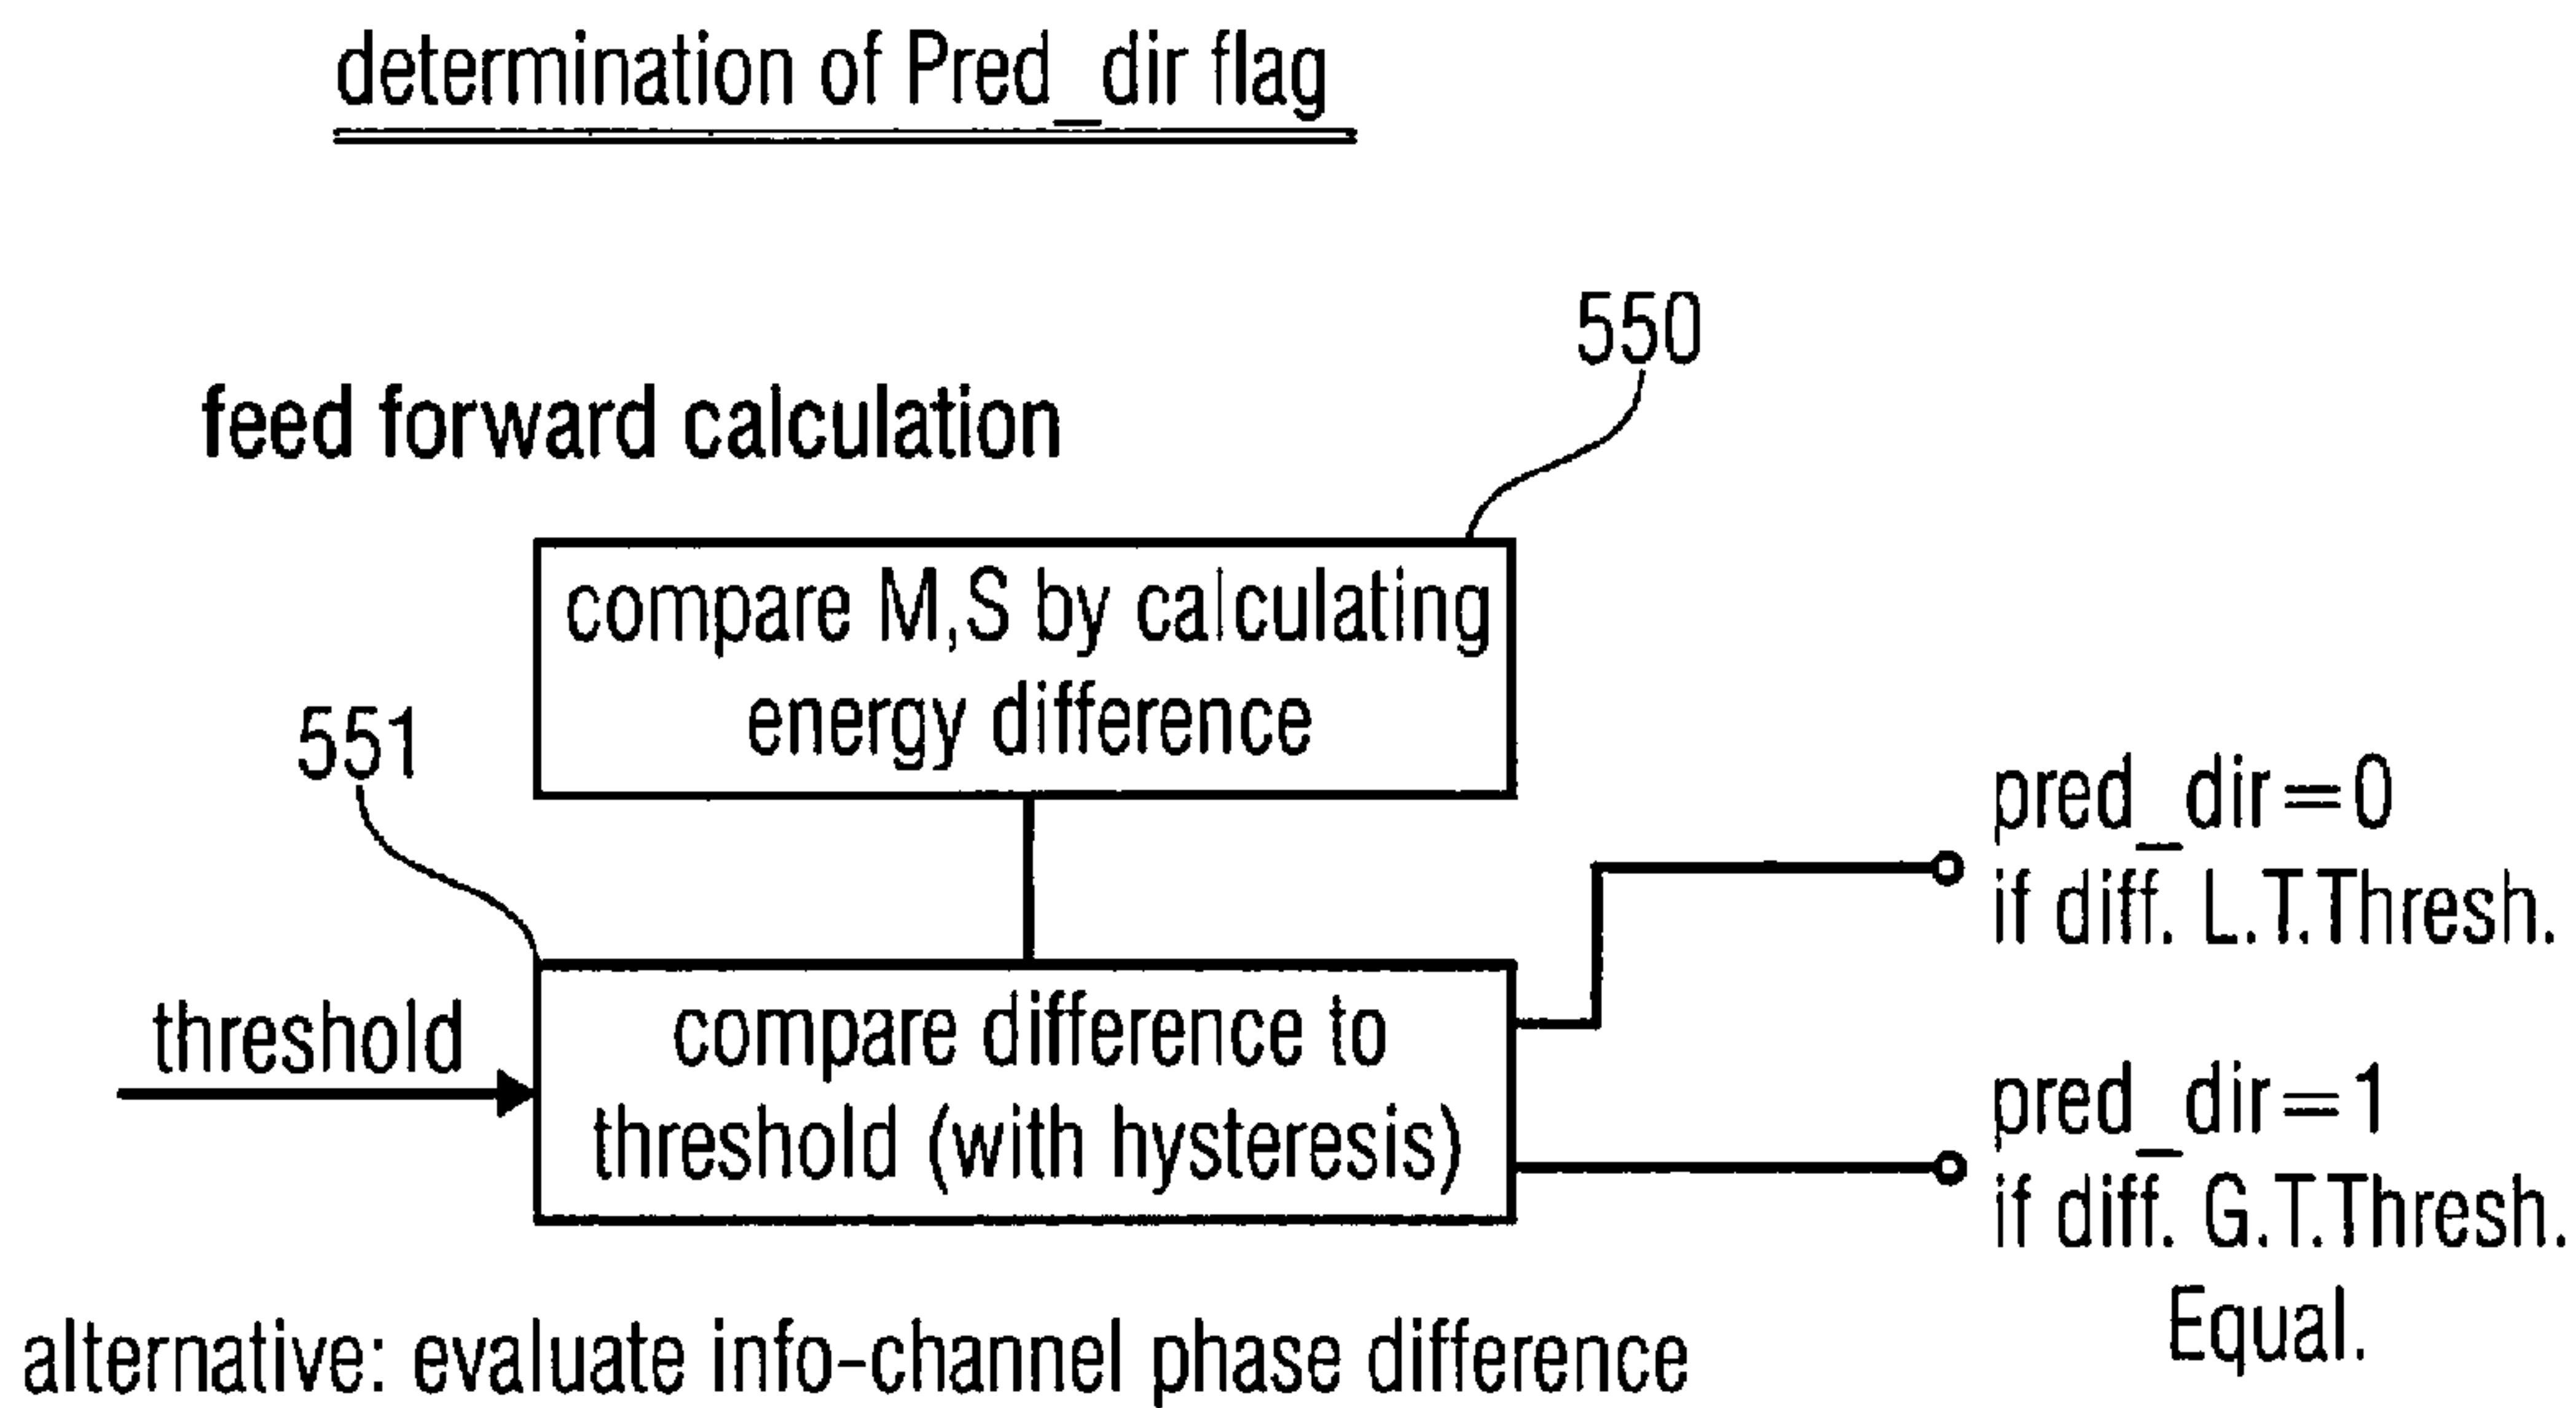 determination of Pred_dir flag
feed forward calculation
550
compare M,S by calculating
energy difference
551
threshold
compare difference to
threshold (with hysteresis)
pred_dir=0
if diff. L.T.Thresh.
pred_dir=1
if diff. G.T.Thresh.
Equal.
alternative: evaluate info-channel phase difference